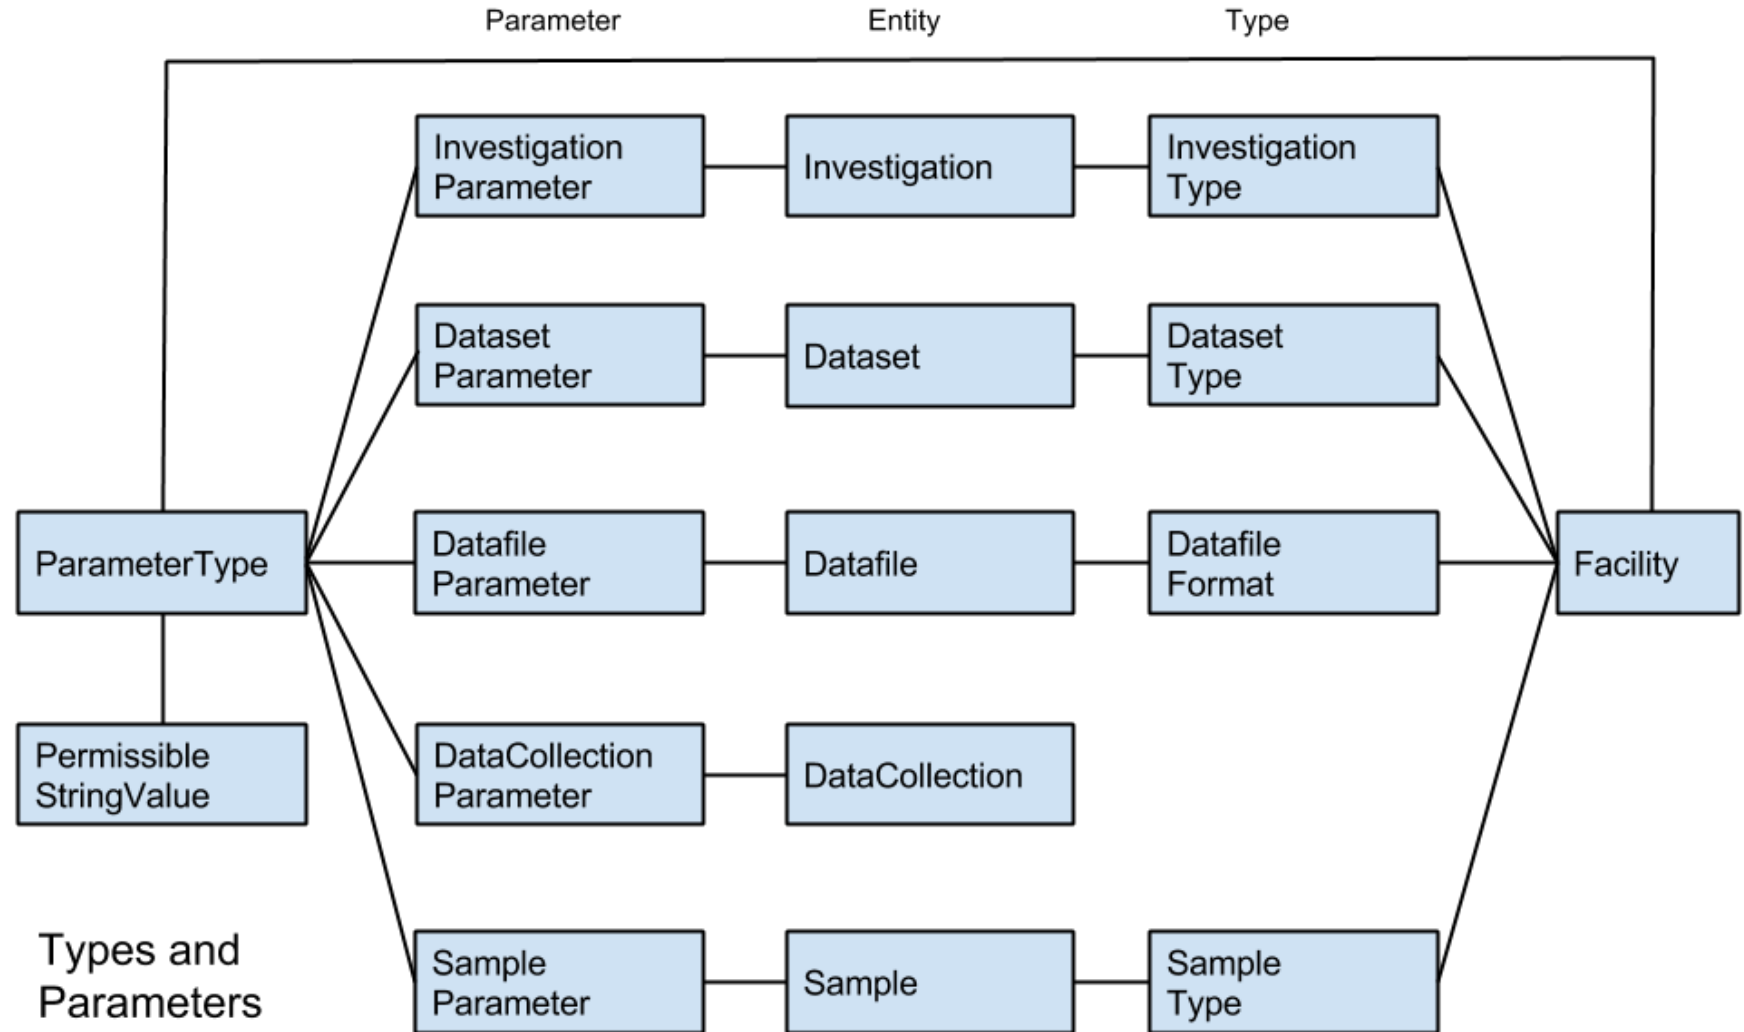 Parameter
Entity
Type
Investigation
Parameter
Investigation
Investigation
Type
Dataset
Parameter
Dataset
Dataset
Type
ParameterType
Datafile
Parameter
Datafile
Datafile
Format
Facility
Permissible
StringValue
DataCollection
Parameter
DataCollection
Types and
Parameters
Sample
Parameter
Sample
Sample
Type